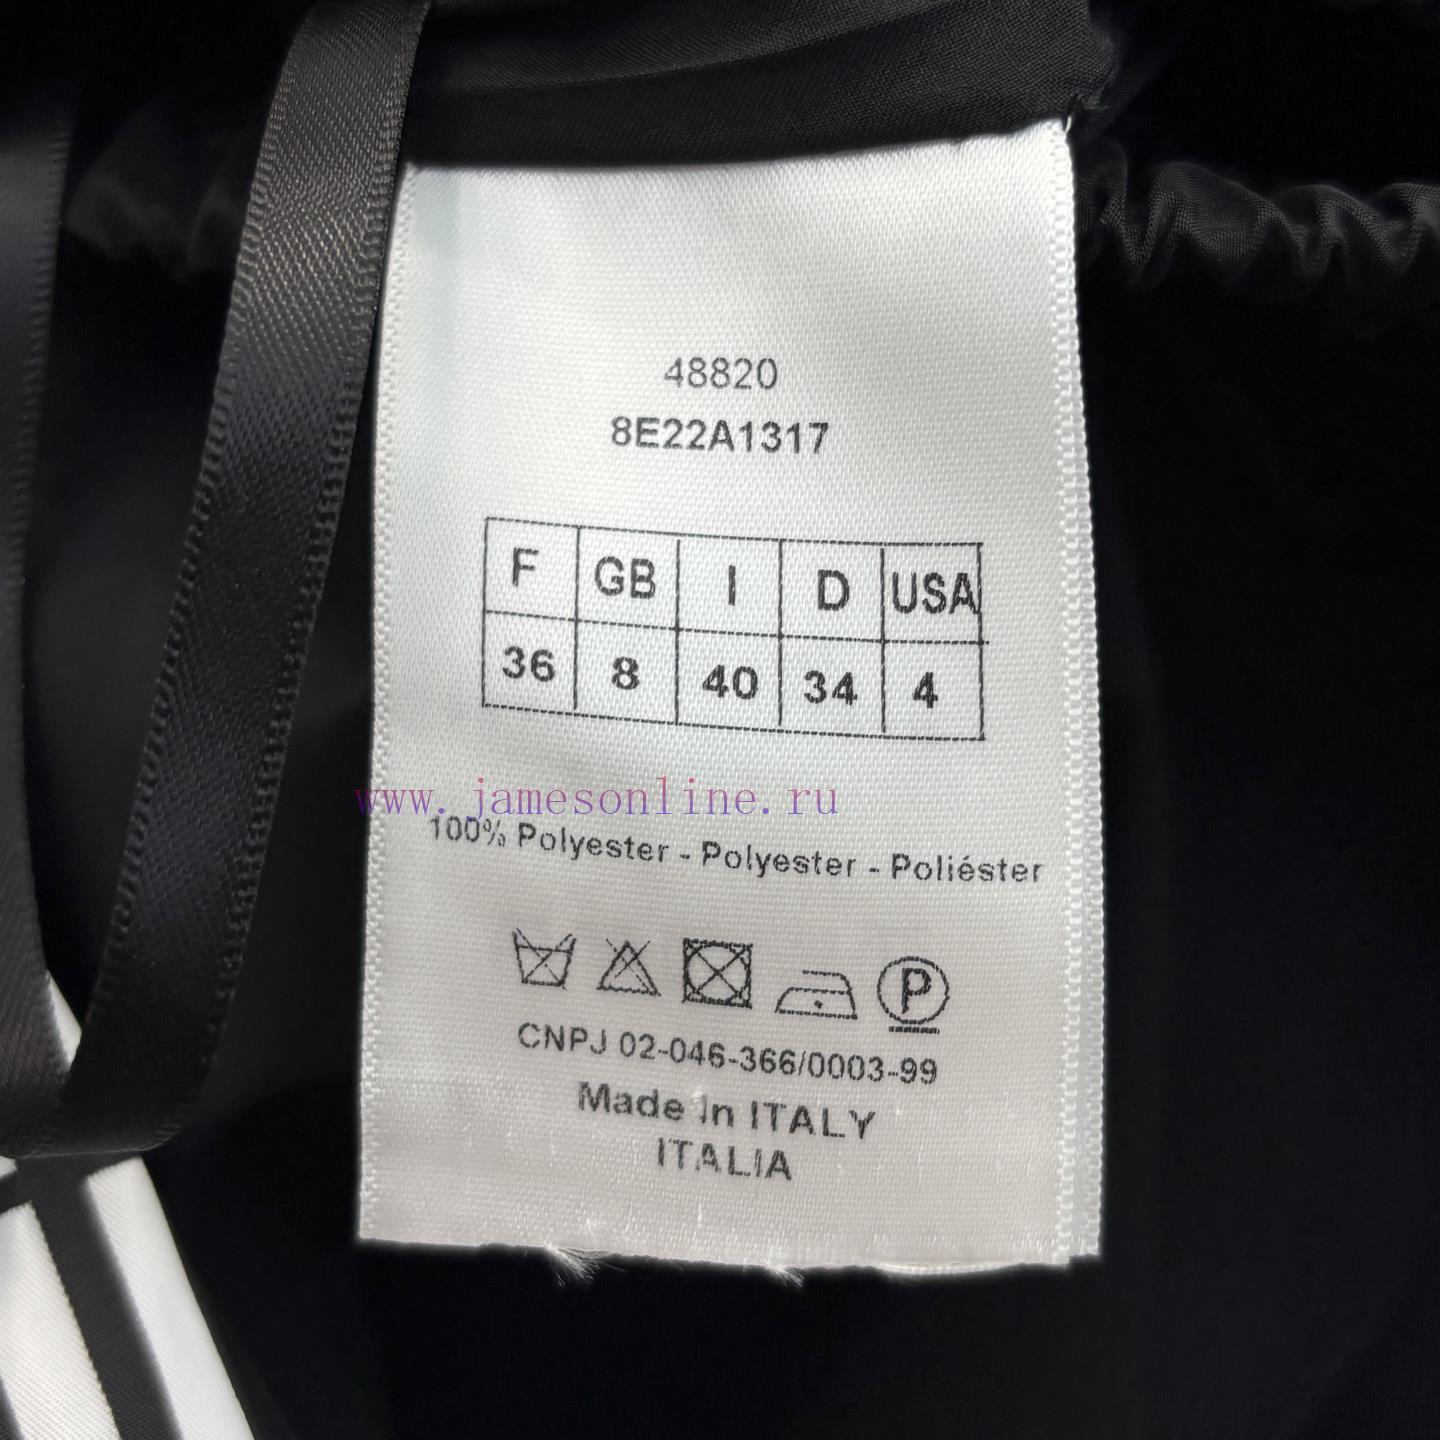 48820
8E22A1317
F GB I D USA
36 8 40 34 4
www.jamesonline.ru
100% Polyester - Polyester - Poliéster
P
CNPJ 02-046-366/0003-99
Made In ITALY
ITALIA